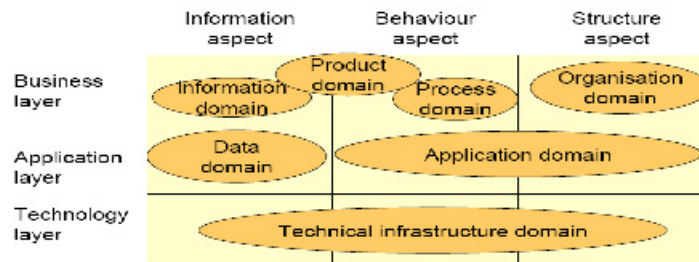 Information aspect
Behaviour aspect
Structure aspect
Business layer
Information domain
Product domain
Process domain
Organisation domain
Application layer
Data domain
Application domain
Technology layer
Technical infrastructure domain